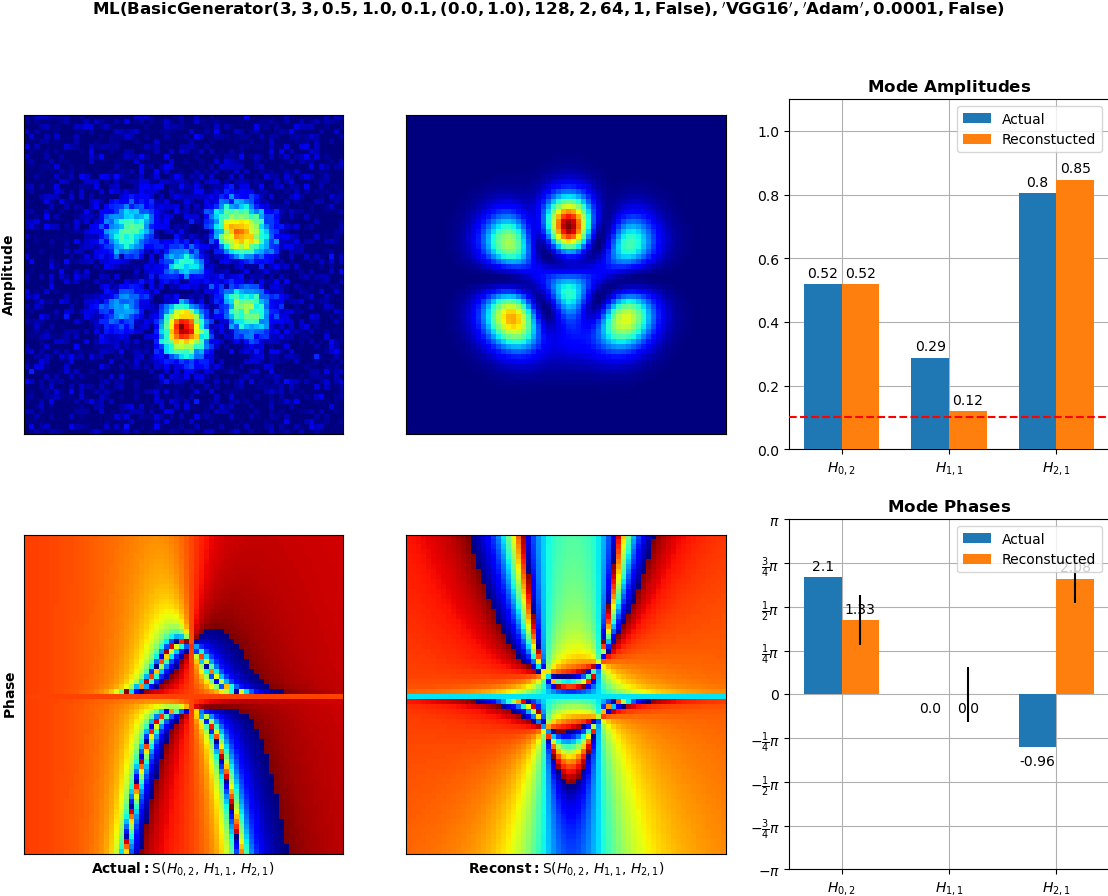 ML(BasicGenerator(3, 3, 0.5, 1.0, 0.1, (0.0, 1.0), 128, 2, 64, 1, False), ′VGG16′, ′Adam′, 0.0001, False)
Amplitude
Mode Amplitudes
Actual
Reconstucted
1.0
0.8
0.6
0.4
0.2
0.0
0.52
0.52
0.29
0.12
0.8
0.85
H0, 2
H1, 1
H2, 1
Phase
Actual: S(H0, 2, H1, 1, H2, 1)
Reconst: S(H0, 2, H1, 1, H2, 1)
Mode Phases
Actual
Reconstucted
π
3/4π
1/2π
1/4π
0
−1/4π
−1/2π
−3/4π
−π
2.1
1.33
0.0
0.0
-0.96
2.08
H0, 2
H1, 1
H2, 1